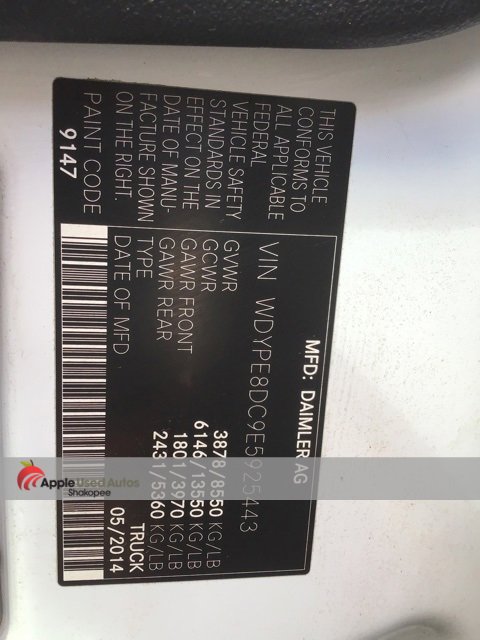 MFD: DAIMLER AG
VIN WDYPE8DC9E5925443
THIS VEHICLE
CONFORMS TO
ALL APPLICABLE
FEDERAL
VEHICLE SAFETY
STANDARDS IN
EFFECT ON THE
DATE OF MANU-
FACTURE SHOWN
ON THE RIGHT.
GVWR 3878/8550 KG/LB
GCWR 6146/13550 KG/LB
GAWR FRONT 1801/3970 KG/LB
GAWR REAR 2431/5360 KG/LB
TYPE TRUCK
DATE OF MFD 05/2014
PAINT CODE
9147
Apple Used Autos
Shakopee